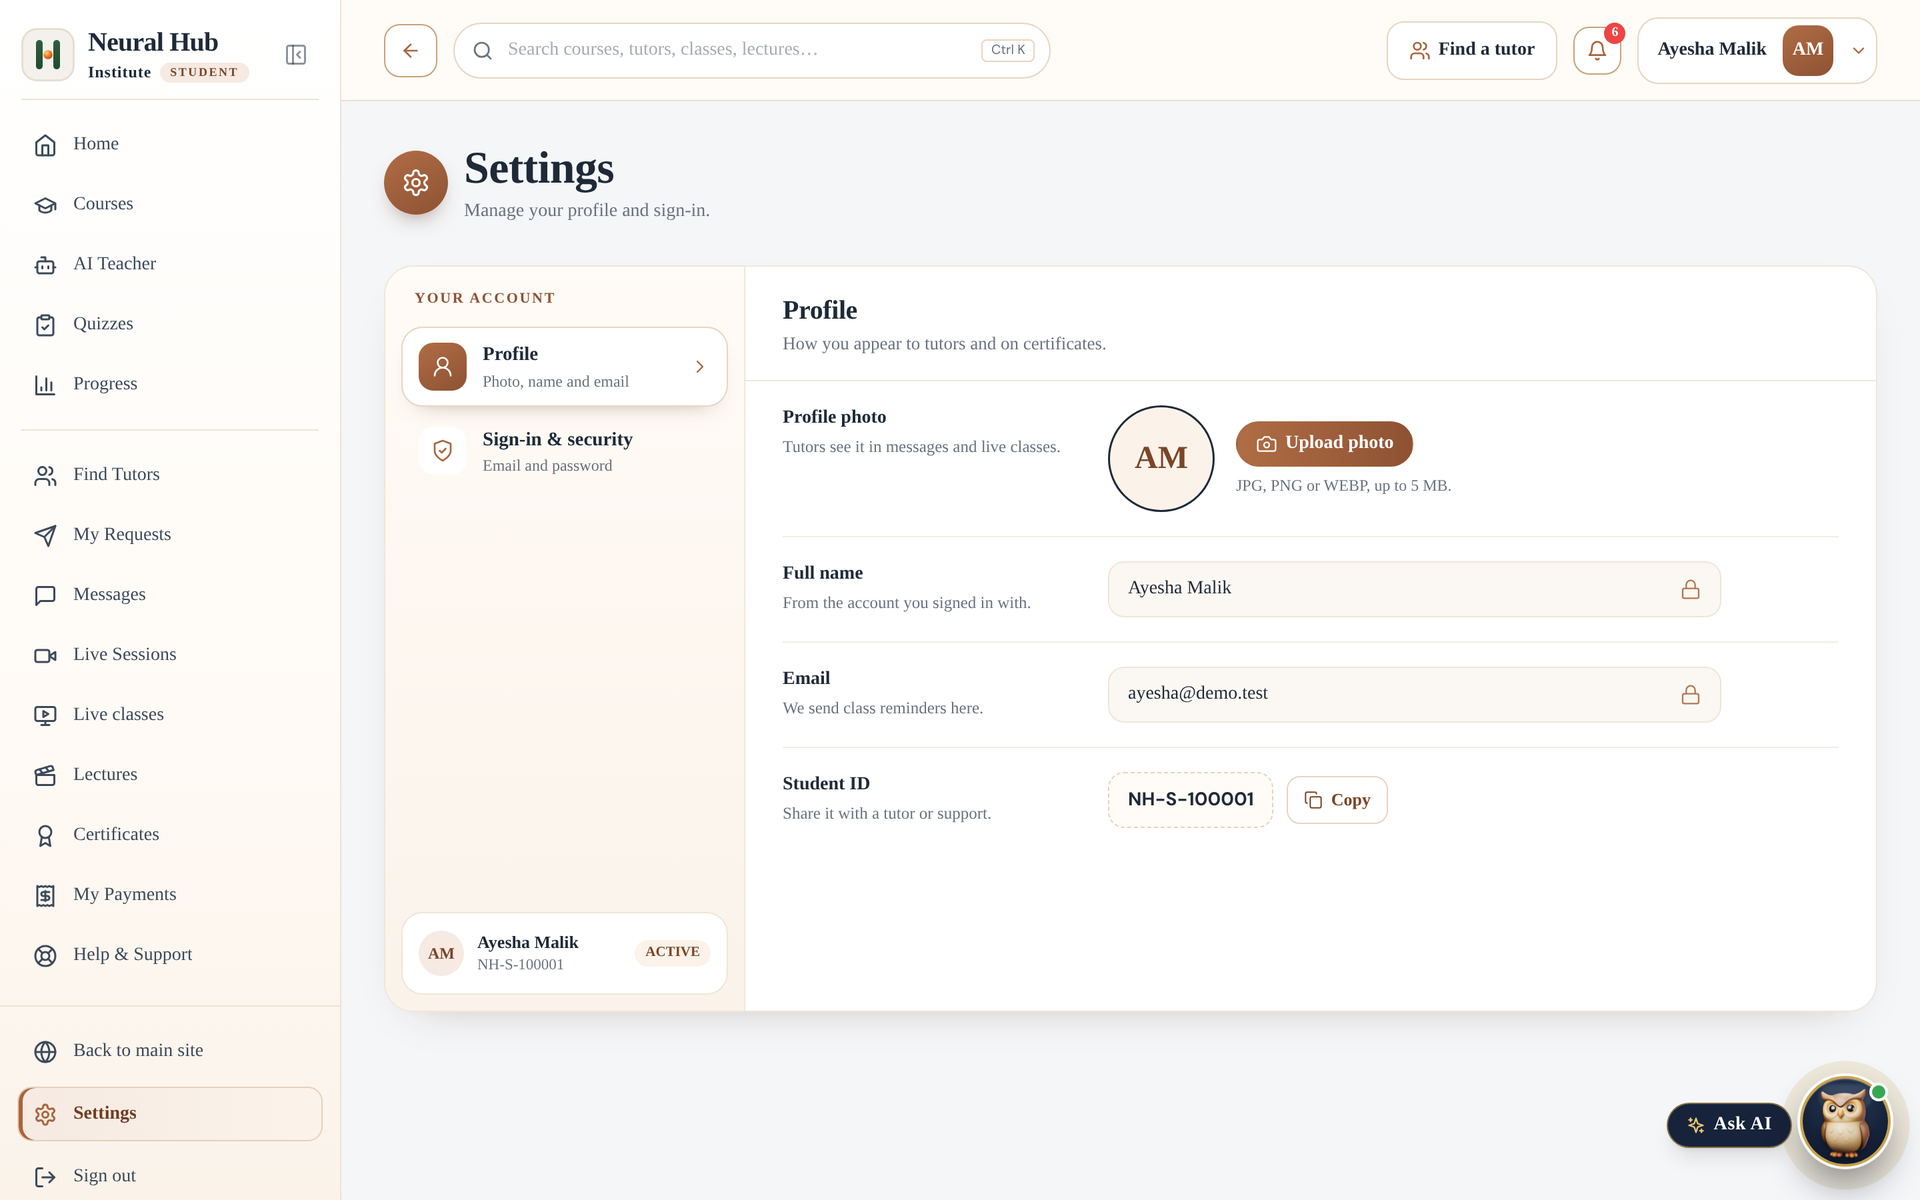 Neural Hub
Institute STUDENT
Home
Courses
AI Teacher
Quizzes
Progress
Find Tutors
My Requests
Messages
Live Sessions
Live classes
Lectures
Certificates
My Payments
Help & Support
Back to main site
Settings
Sign out
Search courses, tutors, classes, lectures…
Ctrl K
Find a tutor
6
Ayesha Malik
AM
Settings
Manage your profile and sign-in.
YOUR ACCOUNT
Profile
Photo, name and email
Sign-in & security
Email and password
AM
Ayesha Malik
NH-S-100001
ACTIVE
Profile
How you appear to tutors and on certificates.
Profile photo
Tutors see it in messages and live classes.
AM
Upload photo
JPG, PNG or WEBP, up to 5 MB.
Full name
From the account you signed in with.
Ayesha Malik
Email
We send class reminders here.
ayesha@demo.test
Student ID
Share it with a tutor or support.
NH-S-100001
Copy
Ask AI